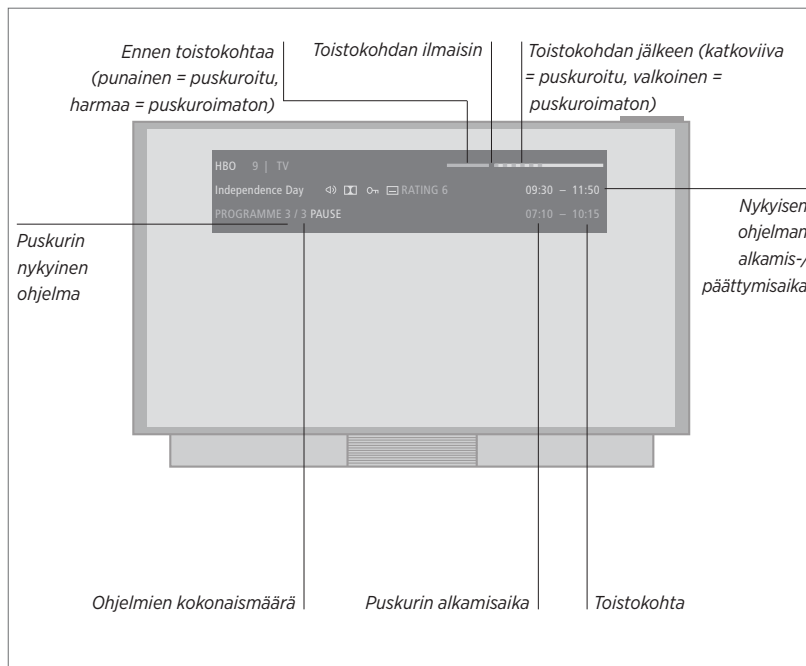 Ennen toistokohtaa
(punainen = puskuroitu,
harmaa = puskuroimaton)
Toistokohdan ilmaisin
Toistokohdan jälkeen (katkoviiva
= puskuroitu, valkoinen =
puskuroimaton)
HBO 9 | TV
Independence Day RATING 6 09:30 – 11:50
PROGRAMME 3 / 3 PAUSE 07:10 – 10:15
Puskurin
nykyinen
ohjelma
Nykyisen
ohjelman
alkamis-/
päättymisaika
Ohjelmien kokonaismäärä
Puskurin alkamisaika
Toistokohta